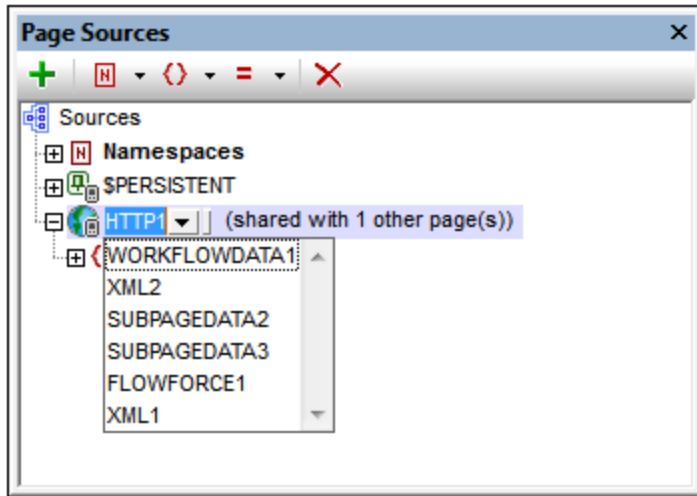 Page Sources
N {} =
Sources
N Namespaces
$PERSISTENT
HTTP1 (shared with 1 other page(s))
{
WORKFLOWDATA1
XML2
SUBPAGEDATA2
SUBPAGEDATA3
FLOWFORCE1
XML1